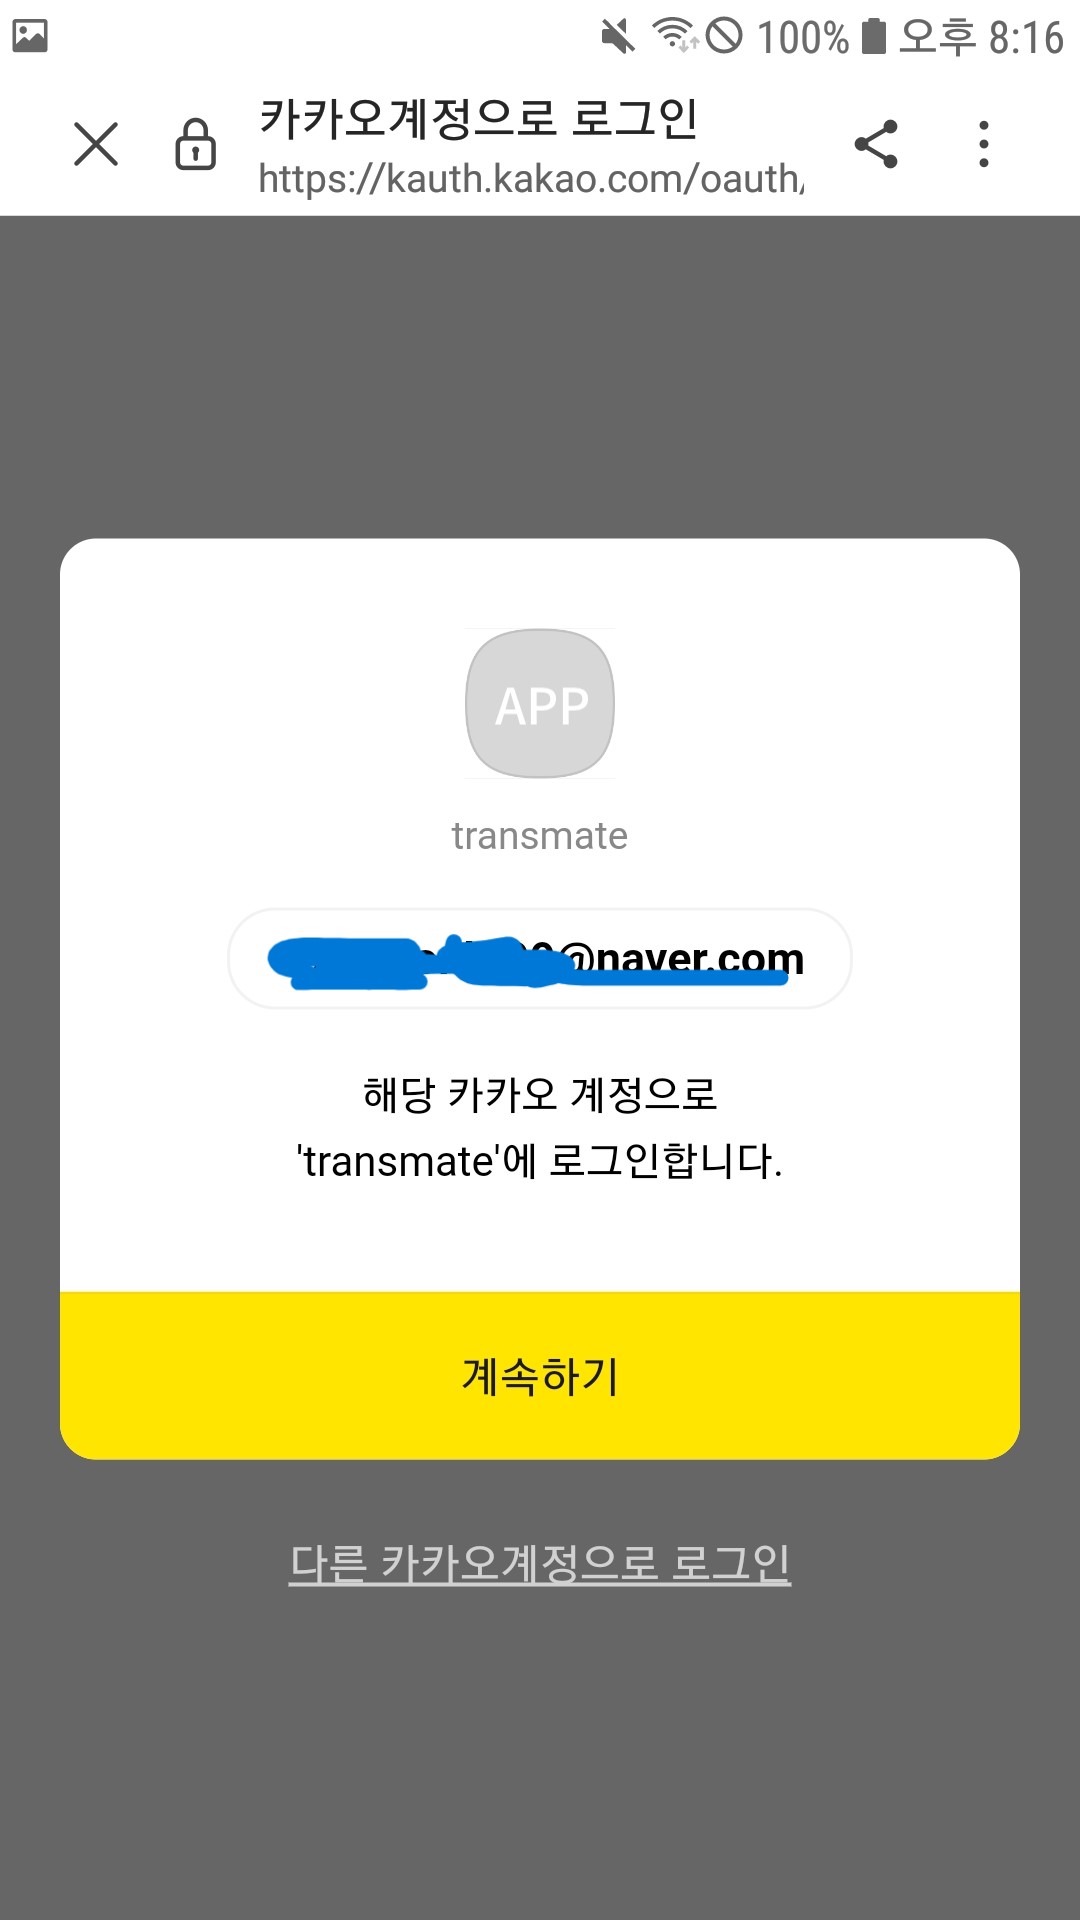 100% 오후 8:16
카카오계정으로 로그인
https://kauth.kakao.com/oauth/
APP
transmate
@naver.com
해당 카카오 계정으로
'transmate'에 로그인합니다.
계속하기
다른 카카오계정으로 로그인